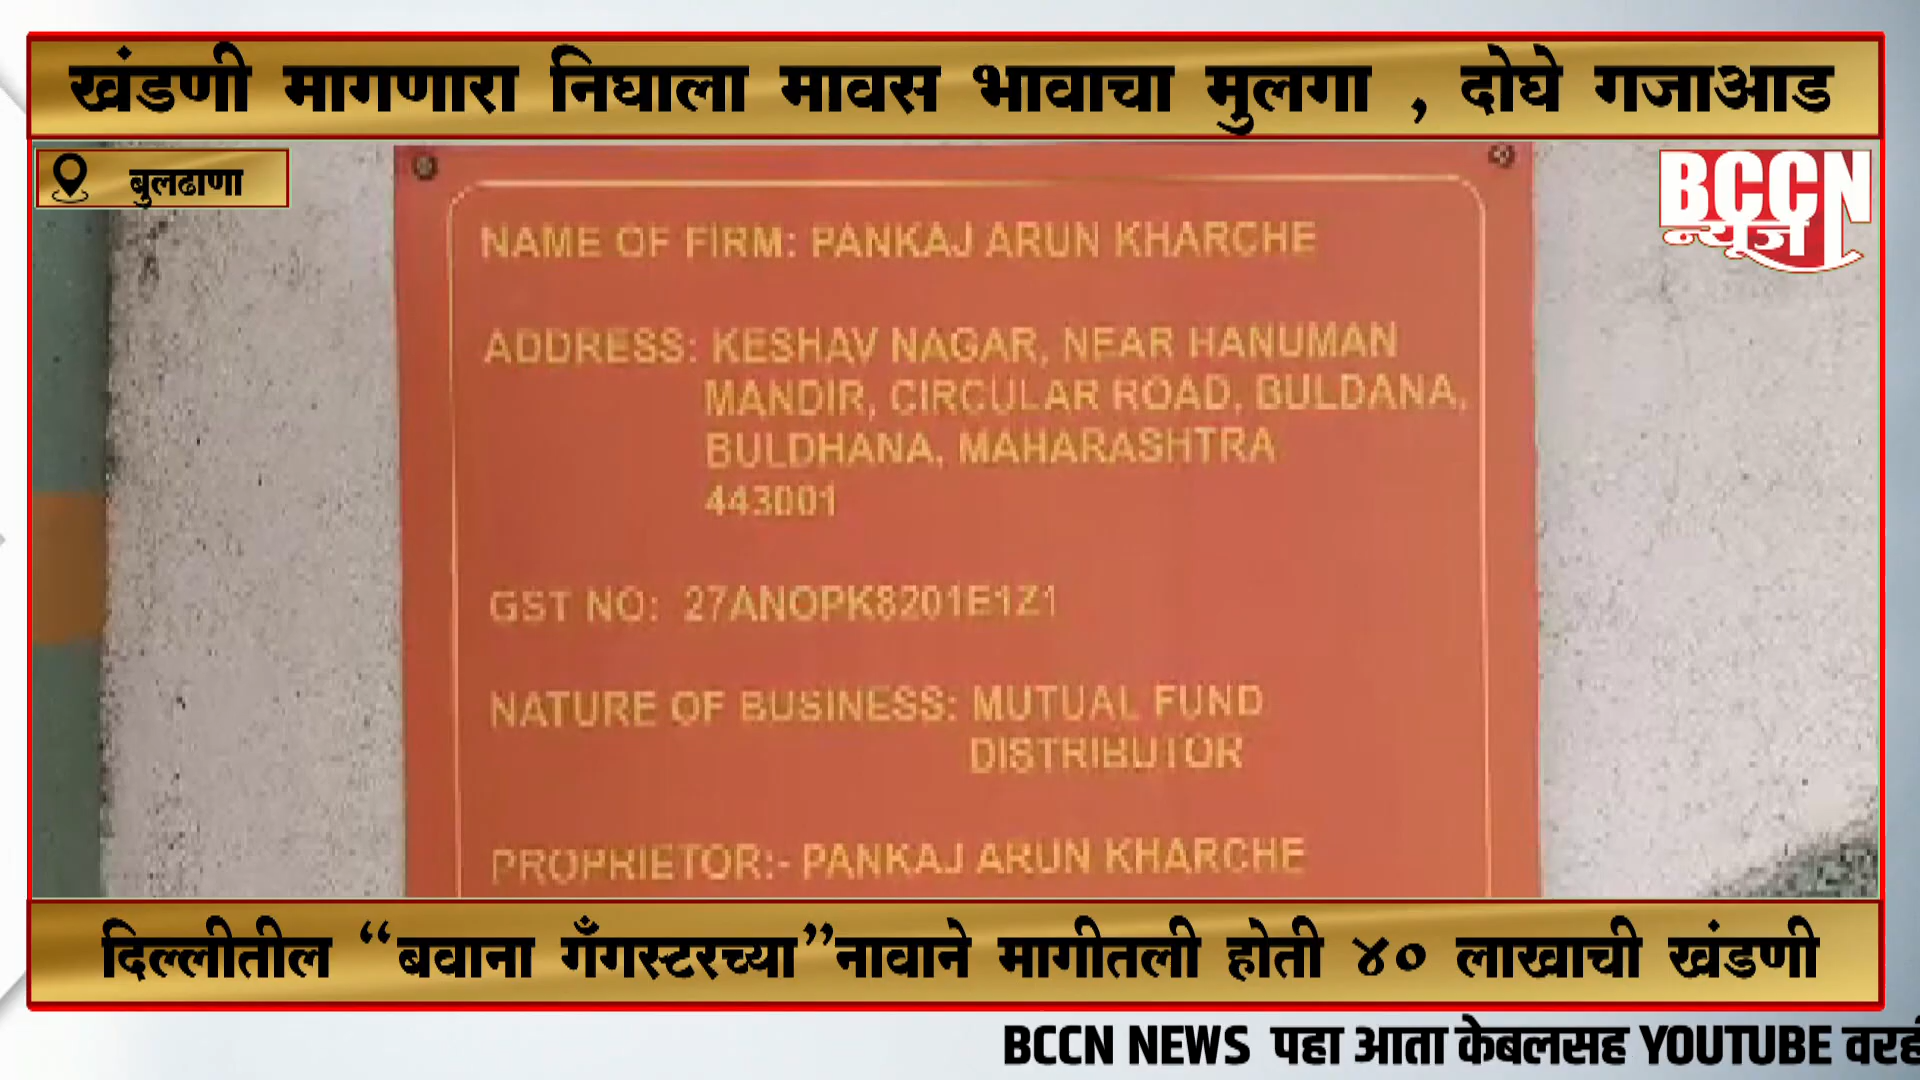 खंडणी मागणारा निघाला मावस भावाचा मुलगा , दोघे गजाआड
बुलढाणा
BCCN
न्यूज
NAME OF FIRM: PANKAJ ARUN KHARCHE
ADDRESS: KESHAV NAGAR, NEAR HANUMAN
MANDIR, CIRCULAR ROAD, BULDANA,
BULDHANA, MAHARASHTRA
443001
GST NO: 27ANOPK8201E1Z1
NATURE OF BUSINESS: MUTUAL FUND
DISTRIBUTOR
PROPRIETOR:- PANKAJ ARUN KHARCHE
दिल्लीतील “बवाना गँगस्टरच्या”नावाने मागीतली होती ४० लाखाची खंडणी
BCCN NEWS पहा आता केबलसह YOUTUBE वरही